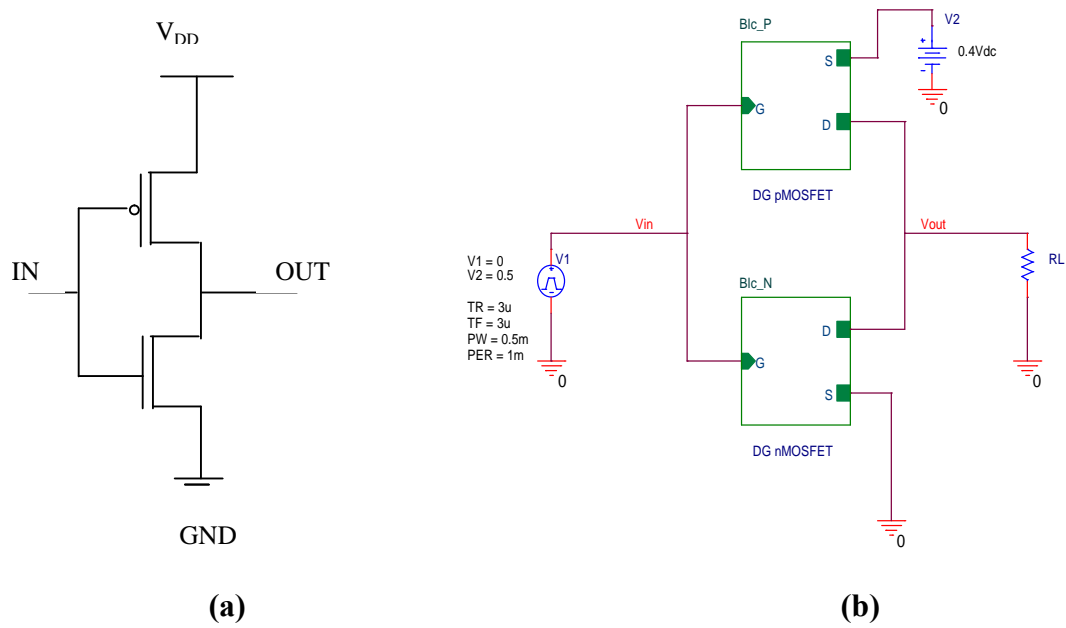 V_DD
IN
OUT
GND
(a)
Blc_P
S
G
D
DG pMOSFET
V2
0.4Vdc
0
Vin
Vout
V1 = 0
V2 = 0.5
TR = 3u
TF = 3u
PW = 0.5m
PER = 1m
V1
0
Blc_N
D
G
S
DG nMOSFET
0
RL
0
(b)